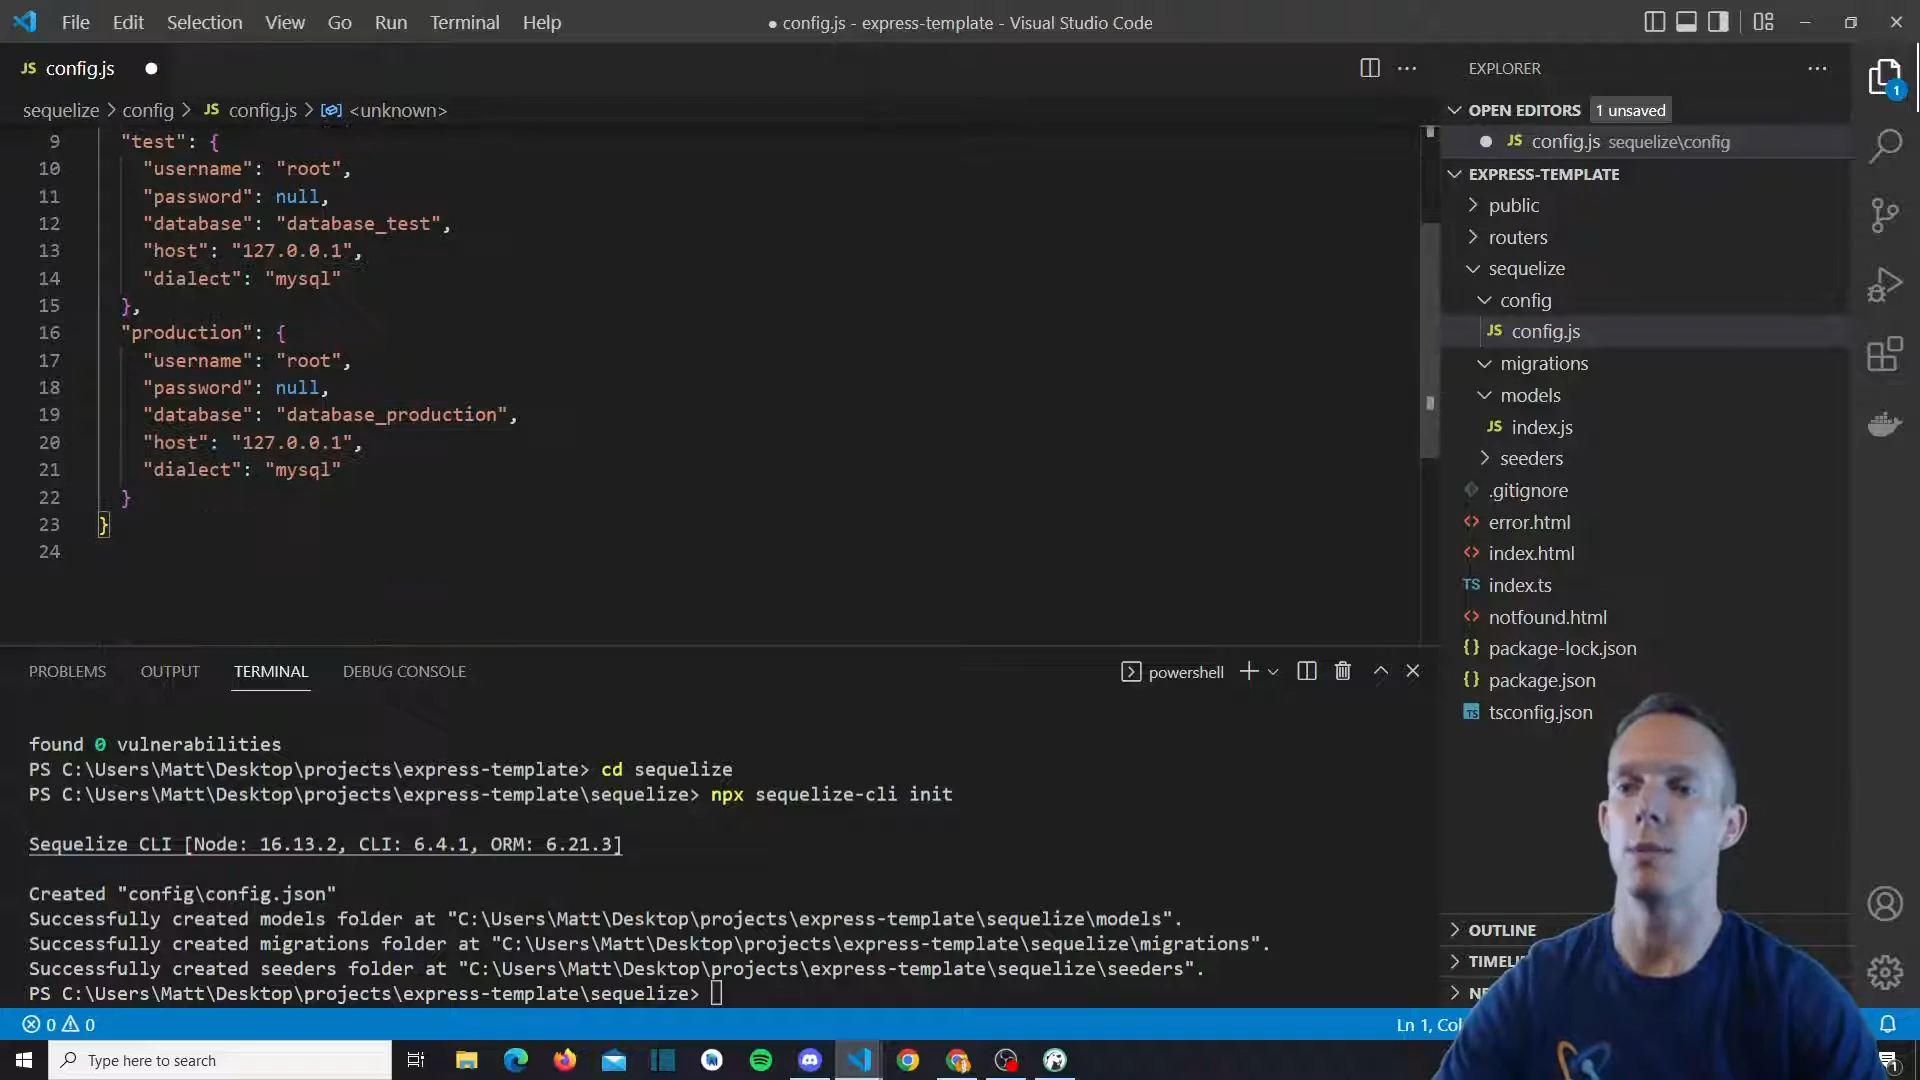 File Edit Selection View Go Run Terminal Help
● config.js - express-template - Visual Studio Code
JS config.js ●
sequelize > config > JS config.js > <unknown>
9 "test": {
10 "username": "root",
11 "password": null,
12 "database": "database_test",
13 "host": "127.0.0.1",
14 "dialect": "mysql"
15 },
16 "production": {
17 "username": "root",
18 "password": null,
19 "database": "database_production",
20 "host": "127.0.0.1",
21 "dialect": "mysql"
22 }
23 }
24
PROBLEMS OUTPUT TERMINAL DEBUG CONSOLE
powershell
found 0 vulnerabilities
PS C:\Users\Matt\Desktop\projects\express-template> cd sequelize
PS C:\Users\Matt\Desktop\projects\express-template\sequelize> npx sequelize-cli init
Sequelize CLI [Node: 16.13.2, CLI: 6.4.1, ORM: 6.21.3]
Created "config\config.json"
Successfully created models folder at "C:\Users\Matt\Desktop\projects\express-template\sequelize\models".
Successfully created migrations folder at "C:\Users\Matt\Desktop\projects\express-template\sequelize\migrations".
Successfully created seeders folder at "C:\Users\Matt\Desktop\projects\express-template\sequelize\seeders".
PS C:\Users\Matt\Desktop\projects\express-template\sequelize>
EXPLORER
OPEN EDITORS 1 unsaved
● JS config.js sequelize\config
EXPRESS-TEMPLATE
public
routers
sequelize
config
JS config.js
migrations
models
JS index.js
seeders
.gitignore
<> error.html
<> index.html
TS index.ts
<> notfound.html
{} package-lock.json
{} package.json
TS tsconfig.json
OUTLINE
1
0 0
Ln 1,
Type here to search
1